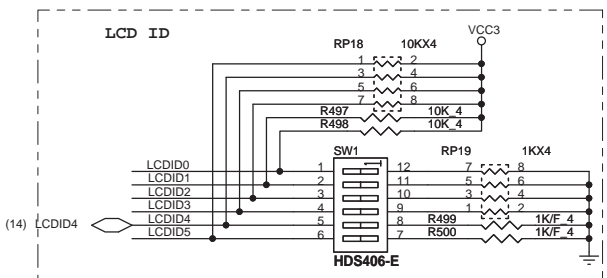 LCD ID
VCC3
RP18 10KX4
1 2
3 4
5 6
7 8
R497 10K_4
R498 10K_4
SW1 RP19 1KX4
LCDID0 1 12 7 8
LCDID1 2 11 5 6
LCDID2 3 10 3 4
LCDID3 4 9 1 2
(14) LCDID4 LCDID4 5 8 R499 1K/F_4
LCDID5 6 7 R500 1K/F_4
HDS406-E